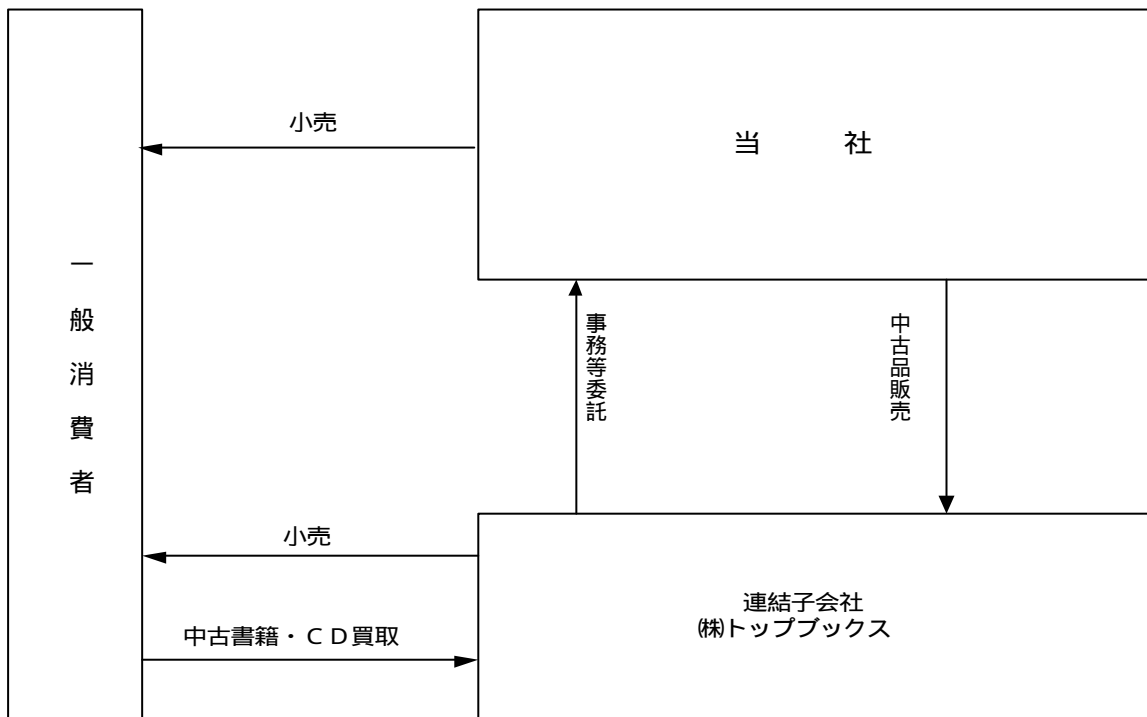 一般消費者
小売
当　　社
事務等委託
中古品販売
小売
連結子会社
㈱トップブックス
中古書籍・ＣＤ買取